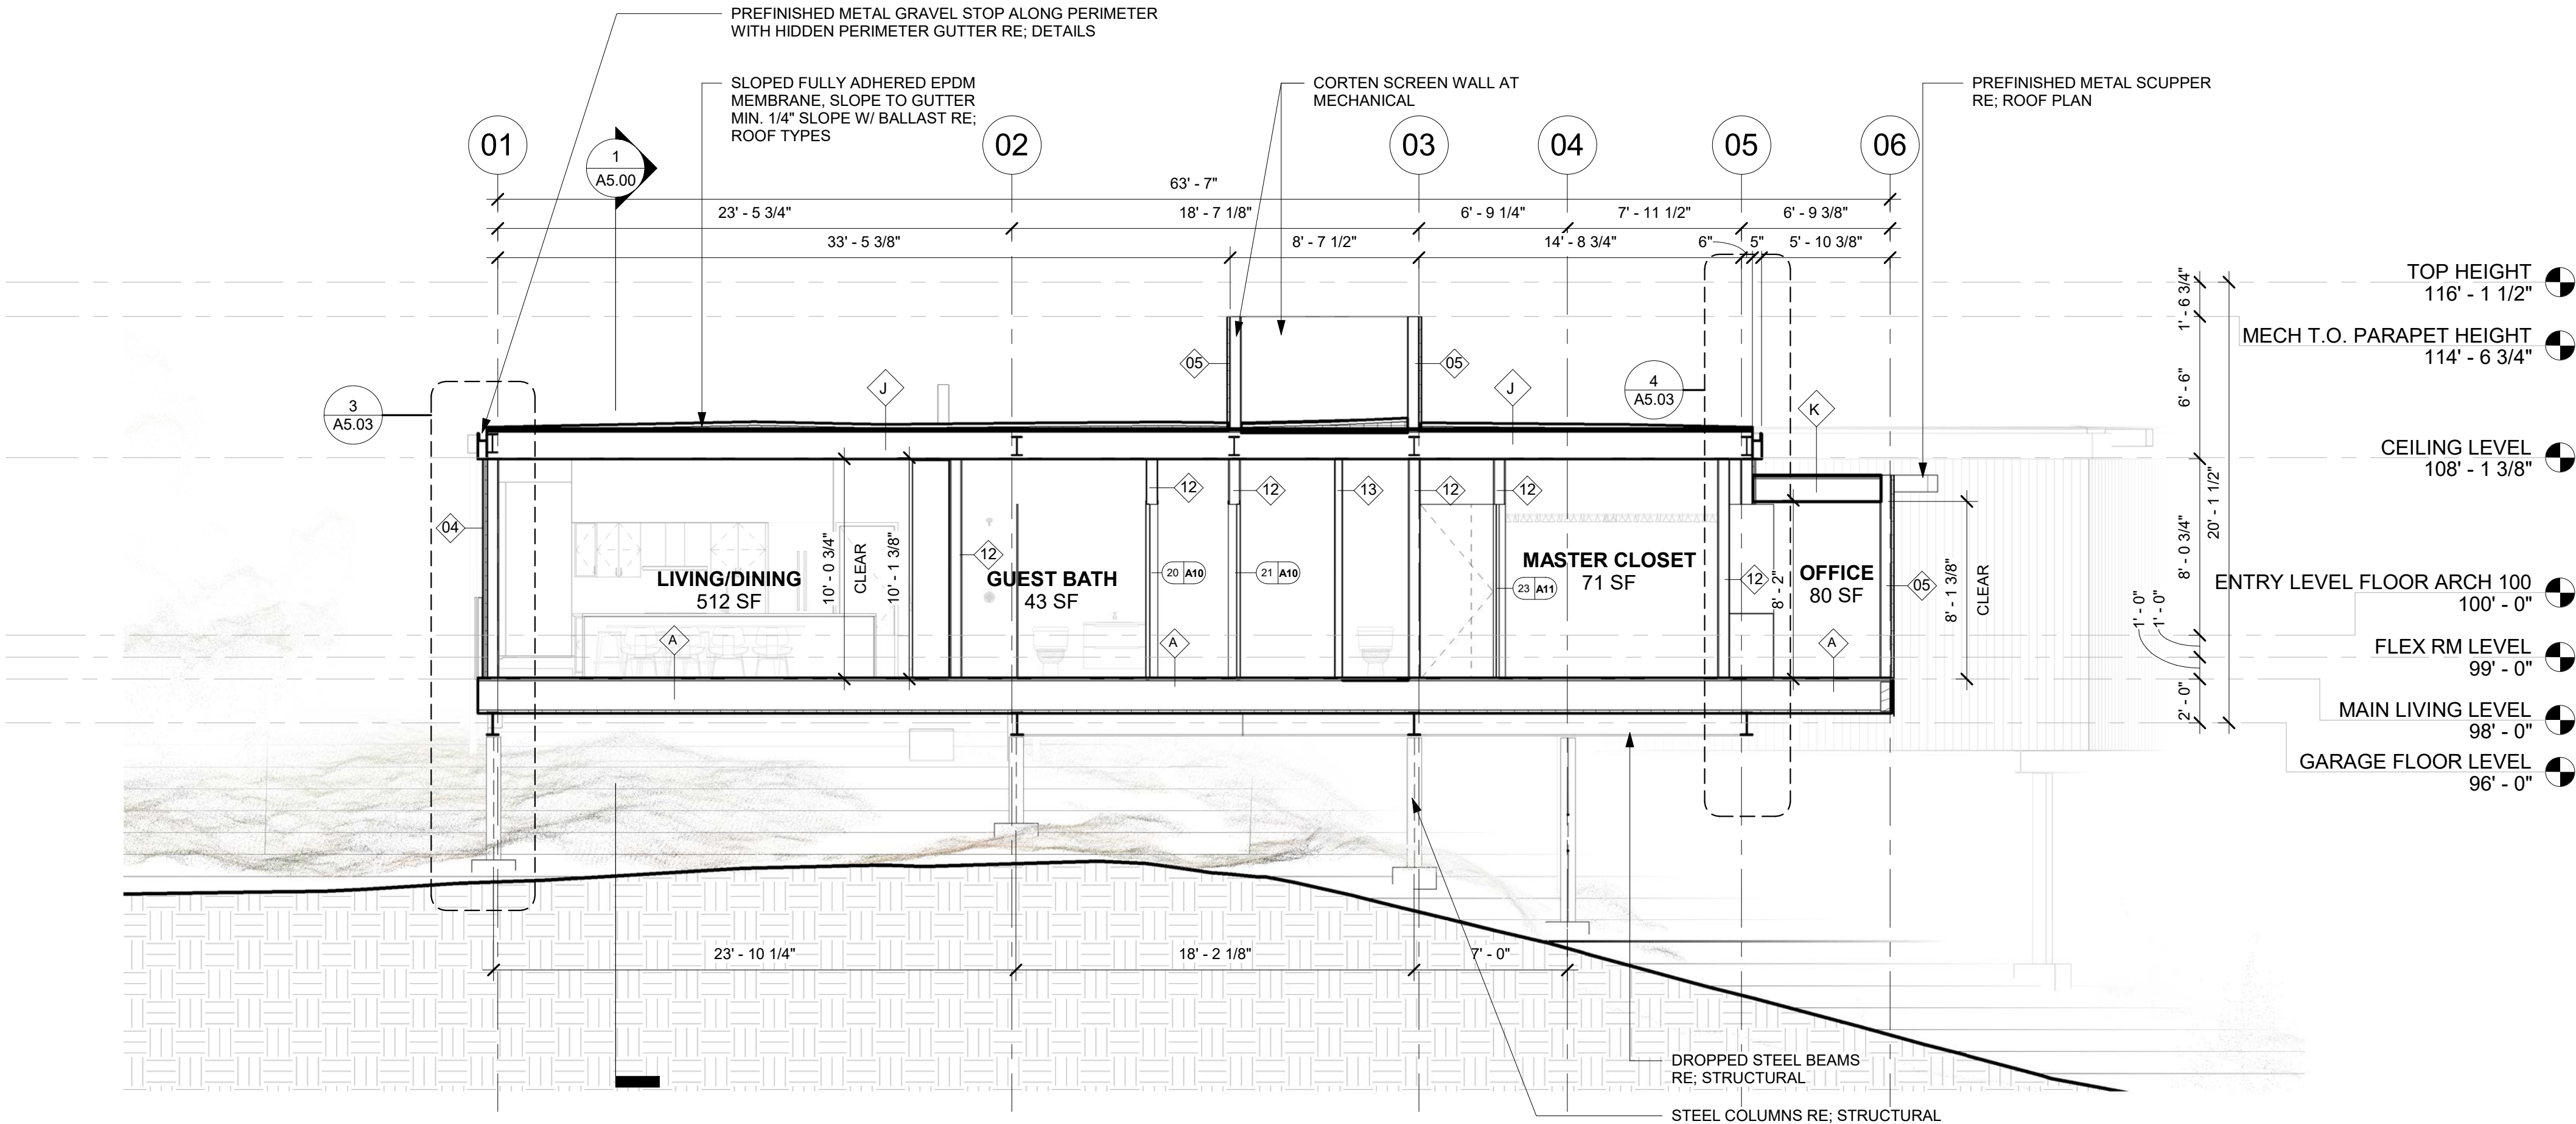 PREFINISHED METAL GRAVEL STOP ALONG PERIMETER
WITH HIDDEN PERIMETER GUTTER RE; DETAILS
SLOPED FULLY ADHERED EPDM
MEMBRANE, SLOPE TO GUTTER
MIN. 1/4" SLOPE W/ BALLAST RE;
ROOF TYPES
CORTEN SCREEN WALL AT
MECHANICAL
PREFINISHED METAL SCUPPER
RE; ROOF PLAN
01
02
03
04
05
06
1
A5.00
63' - 7"
23' - 5 3/4"
18' - 7 1/8"
6' - 9 1/4"
7' - 11 1/2"
6' - 9 3/8"
33' - 5 3/8"
8' - 7 1/2"
14' - 8 3/4"
6"
5"
5' - 10 3/8"
TOP HEIGHT
116' - 1 1/2"
MECH T.O. PARAPET HEIGHT
114' - 6 3/4"
CEILING LEVEL
108' - 1 3/8"
ENTRY LEVEL FLOOR ARCH 100
100' - 0"
FLEX RM LEVEL
99' - 0"
MAIN LIVING LEVEL
98' - 0"
GARAGE FLOOR LEVEL
96' - 0"
1' - 6 3/4"
6' - 6"
8' - 0 3/4"
20' - 1 1/2"
1' - 0"
1' - 0"
2' - 0"
3
A5.03
4
A5.03
05
05
J
J
K
04
12
12
13
12
12
12
12
05
20 A10
21 A10
23 A11
LIVING/DINING
512 SF
10' - 0 3/4"
CLEAR
10' - 1 3/8"
GUEST BATH
43 SF
MASTER CLOSET
71 SF
8' - 2"
OFFICE
80 SF
8' - 1 3/8"
CLEAR
A
A
A
23' - 10 1/4"
18' - 2 1/8"
7' - 0"
DROPPED STEEL BEAMS
RE; STRUCTURAL
STEEL COLUMNS RE; STRUCTURAL